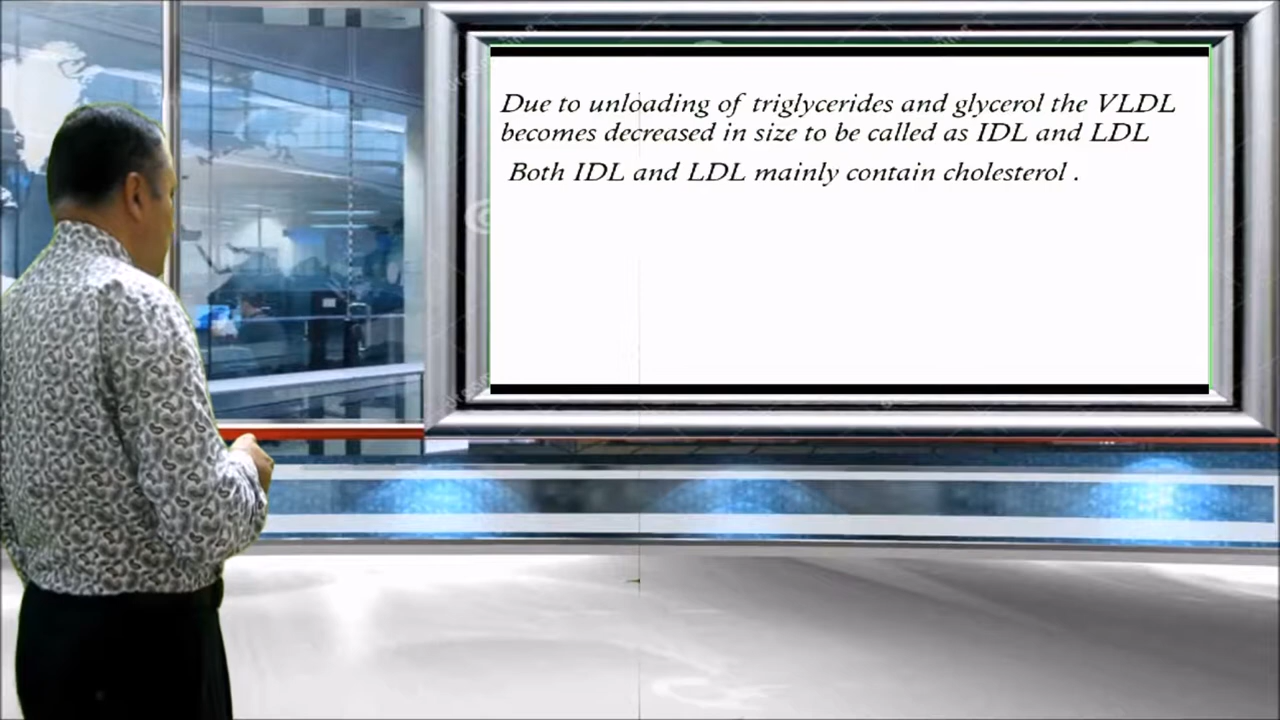 Due to unloading of triglycerides and glycerol the VLDL
becomes decreased in size to be called as IDL and LDL
Both IDL and LDL mainly contain cholesterol .